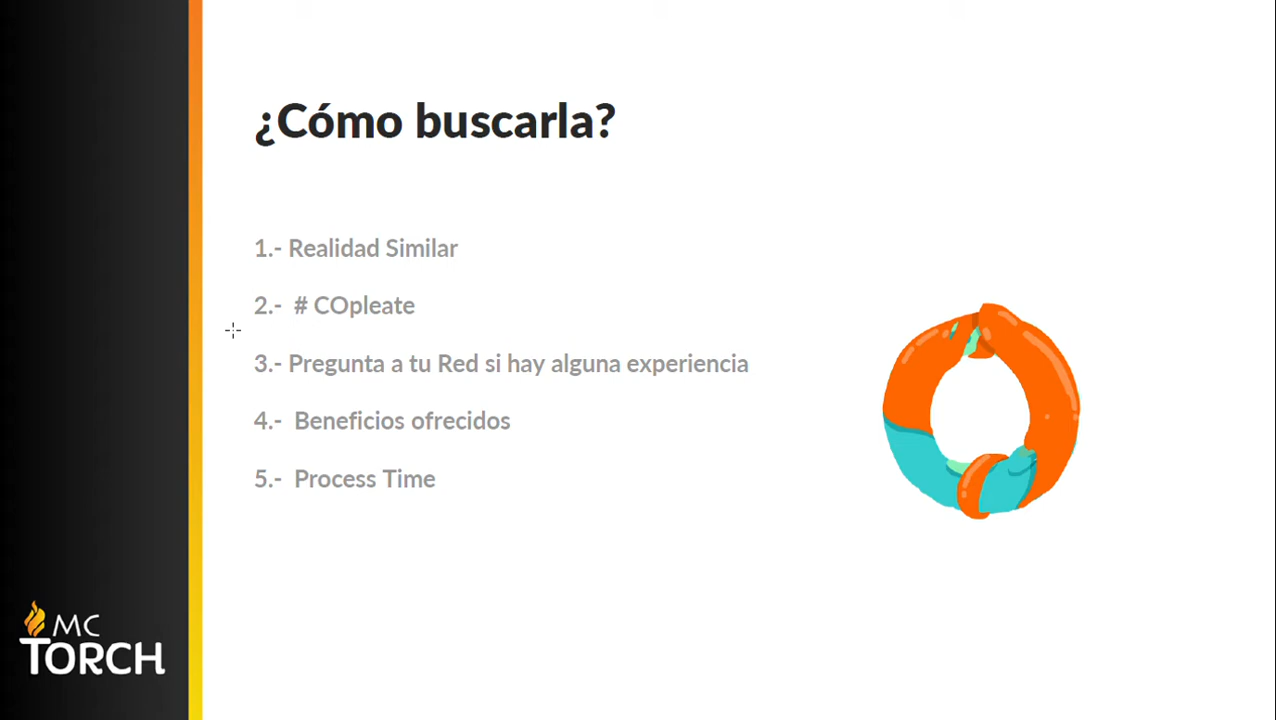 ¿Cómo buscarla?
1.- Realidad Similar
2.- # COpleate
3.- Pregunta a tu Red si hay alguna experiencia
4.- Beneficios ofrecidos
5.- Process Time
MC
TORCH